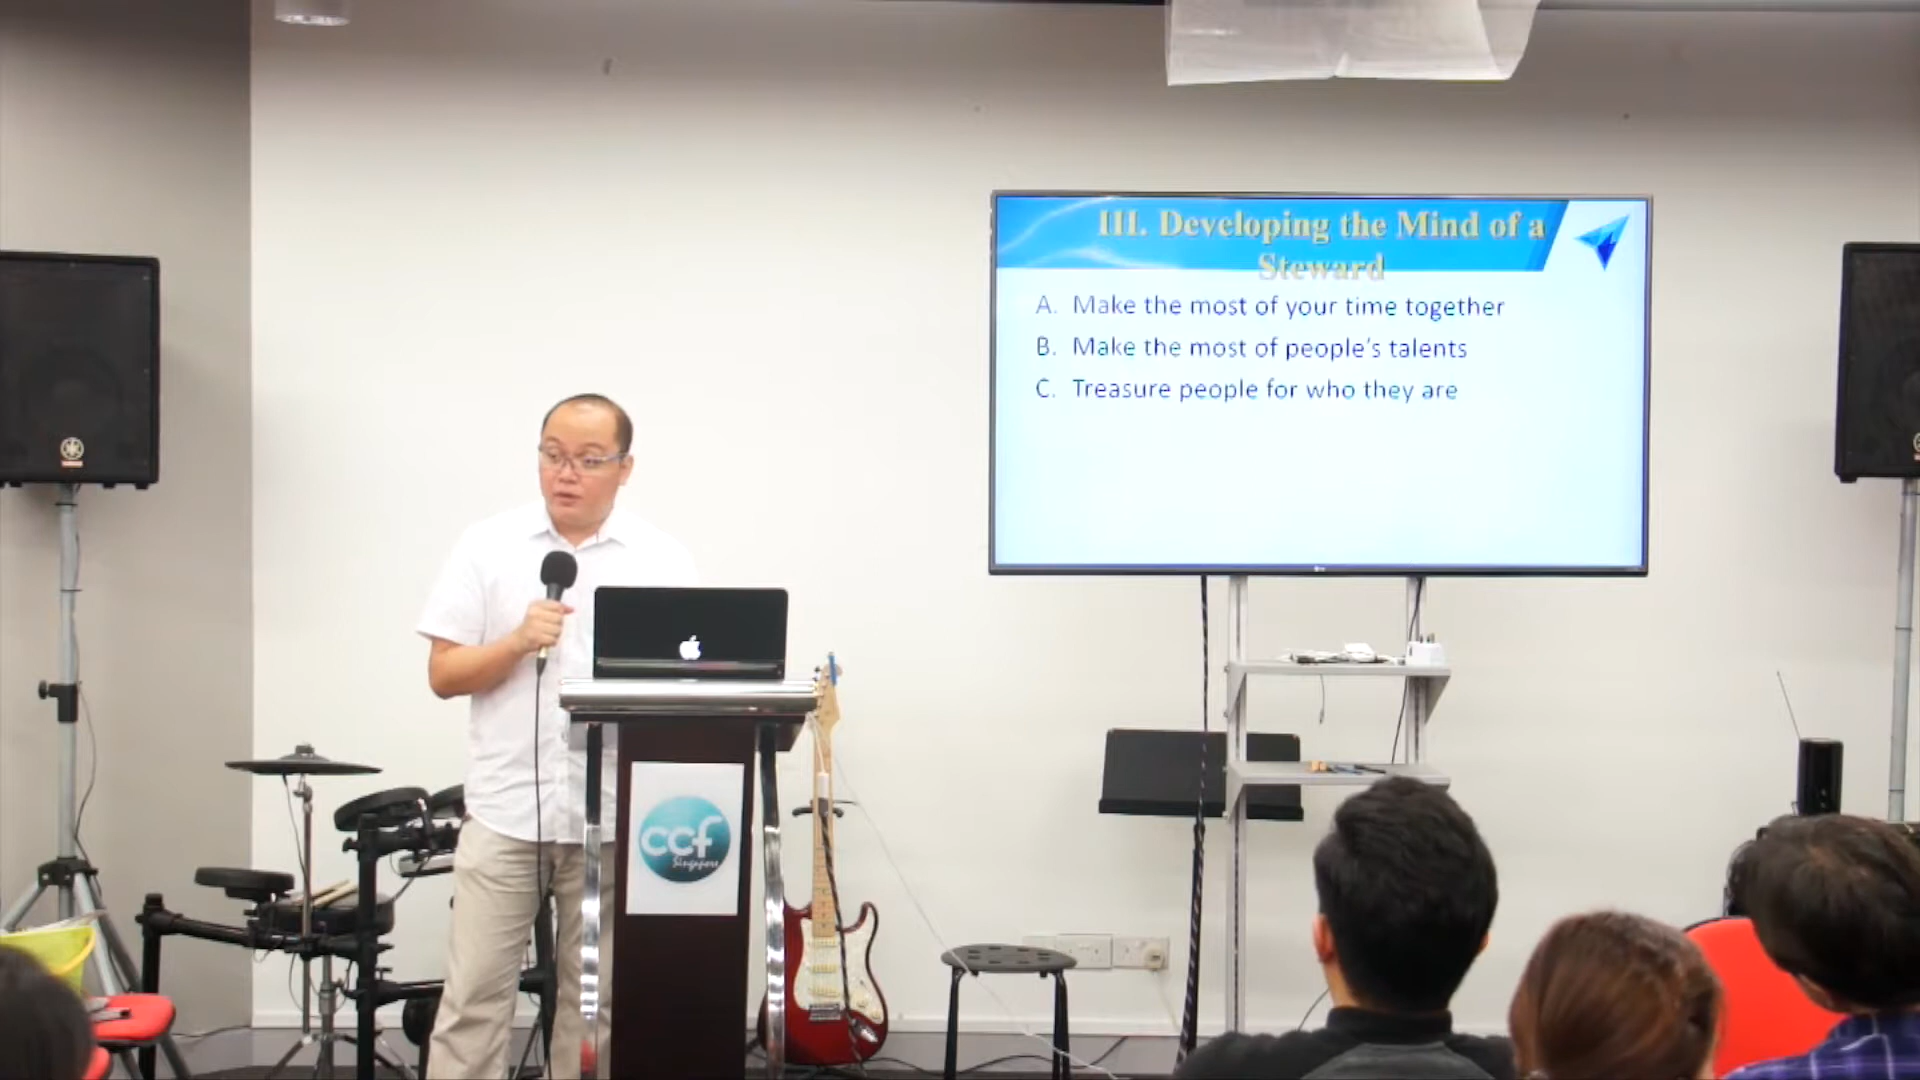 III. Developing the Mind of a
Steward
A. Make the most of your time together
B. Make the most of people's talents
C. Treasure people for who they are
ccf
Singapore